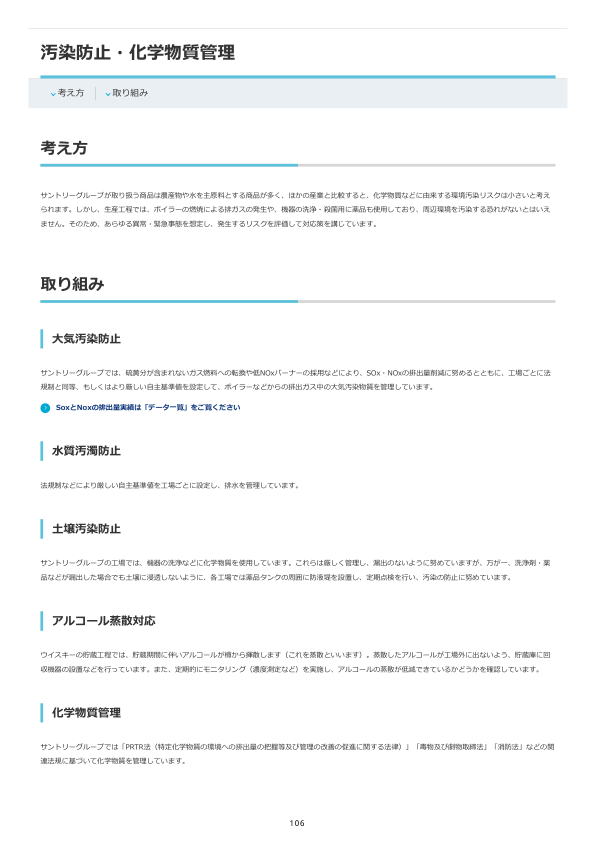 汚染防止・化学物質管理
考え方
取り組み
考え方
サントリーグループが取り扱う商品は農産物や水を主原料とする商品が多く、ほかの産業と比較すると、化学物質などに由来する環境汚染リスクは小さいと考え
られます。しかし、生産工程では、ボイラーの燃焼による排ガスの発生や、機器の洗浄・殺菌用に薬品も使用しており、周辺環境を汚染する恐れがないとはいえ
ません。そのため、あらゆる異常・緊急事態を想定し、発生するリスクを評価して対応策を講じています。
取り組み
大気汚染防止
サントリーグループでは、硫黄分が含まれないガス燃料への転換や低NOxバーナーの採用などにより、SOx・NOxの排出量削減に努めるとともに、工場ごとに法
規制と同等、もしくはより厳しい自主基準値を設定して、ボイラーなどからの排出ガス中の大気汚染物質を管理しています。
SoxとNoxの排出量実績は「データ一覧」をご覧ください
水質汚濁防止
法規制などにより厳しい自主基準値を工場ごとに設定し、排水を管理しています。
土壌汚染防止
サントリーグループの工場では、機器の洗浄などに化学物質を使用しています。これらは厳しく管理し、漏出のないように努めていますが、万が一、洗浄剤・薬
品などが漏出した場合でも土壌に浸透しないように、各工場では薬品タンクの周囲に防液堤を設置し、定期点検を行い、汚染の防止に努めています。
アルコール蒸散対応
ウイスキーの貯蔵工程では、貯蔵期間に伴いアルコールが樽から揮散します（これを蒸散といいます）。蒸散したアルコールが工場外に出ないよう、貯蔵庫に回
収機器の設置などを行っています。また、定期的にモニタリング（濃度測定など）を実施し、アルコールの蒸散が低減できているかどうかを確認しています。
化学物質管理
サントリーグループでは「PRTR法（特定化学物質の環境への排出量の把握等及び管理の改善の促進に関する法律）」「毒物及び劇物取締法」「消防法」などの関
連法規に基づいて化学物質を管理しています。
106